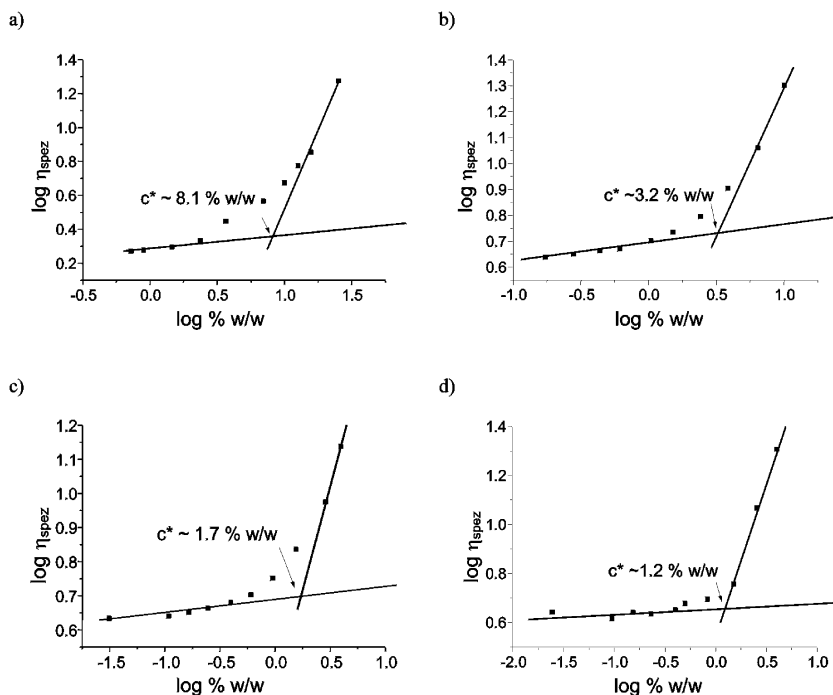 a)
1.4
1.2
1.0
0.8
0.6
0.4
0.2
log ηspez
c* ~ 8.1 % w/w
-0.5 0.0 0.5 1.0 1.5
log % w/w
b)
1.4
1.3
1.2
1.1
1.0
0.9
0.8
0.7
0.6
log ηspez
c* ~3.2 % w/w
-1.0 -0.5 0.0 0.5 1.0
log % w/w
c)
1.2
1.1
1.0
0.9
0.8
0.7
0.6
log ηspez
c* ~ 1.7 % w/w
-1.5 -1.0 -0.5 0.0 0.5 1.0
log % w/w
d)
1.4
1.2
1.0
0.8
0.6
log ηspez
c* ~1.2 % w/w
-2.0 -1.5 -1.0 -0.5 0.0 0.5 1.0
log % w/w